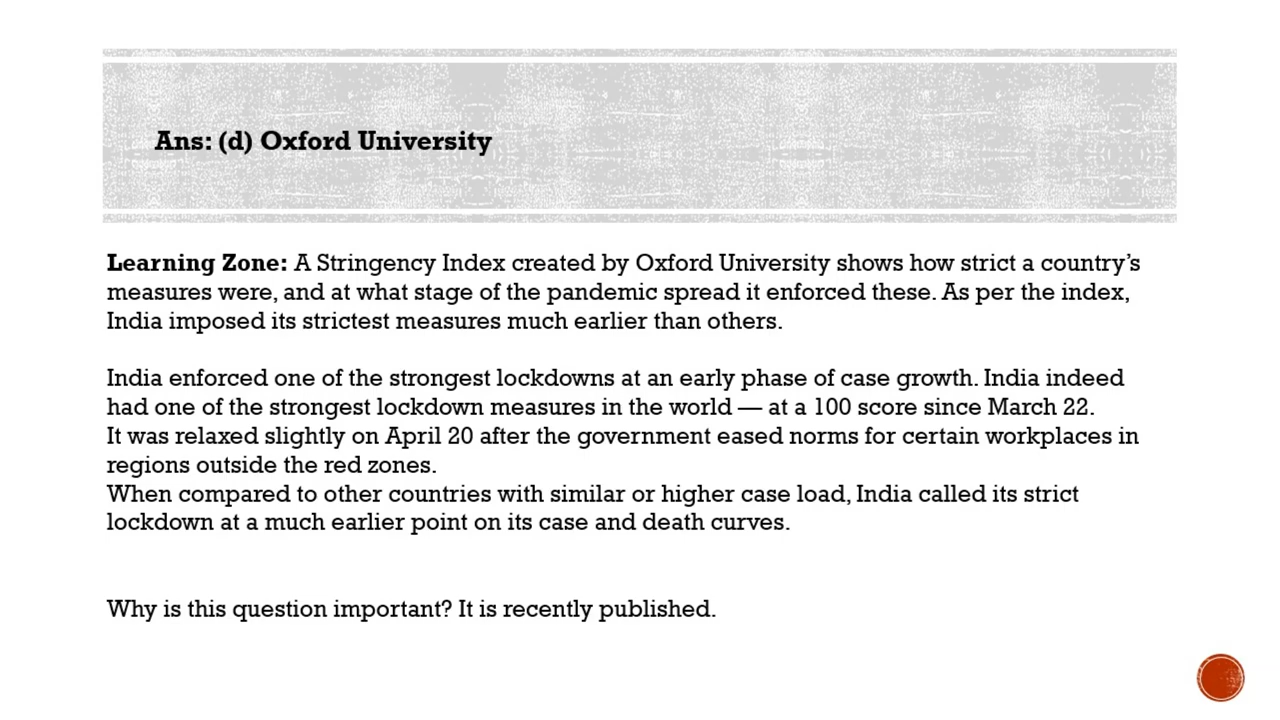 Ans: (d) Oxford University
Learning Zone: A Stringency Index created by Oxford University shows how strict a country’s
measures were, and at what stage of the pandemic spread it enforced these. As per the index,
India imposed its strictest measures much earlier than others.
India enforced one of the strongest lockdowns at an early phase of case growth. India indeed
had one of the strongest lockdown measures in the world — at a 100 score since March 22.
It was relaxed slightly on April 20 after the government eased norms for certain workplaces in
regions outside the red zones.
When compared to other countries with similar or higher case load, India called its strict
lockdown at a much earlier point on its case and death curves.
Why is this question important? It is recently published.